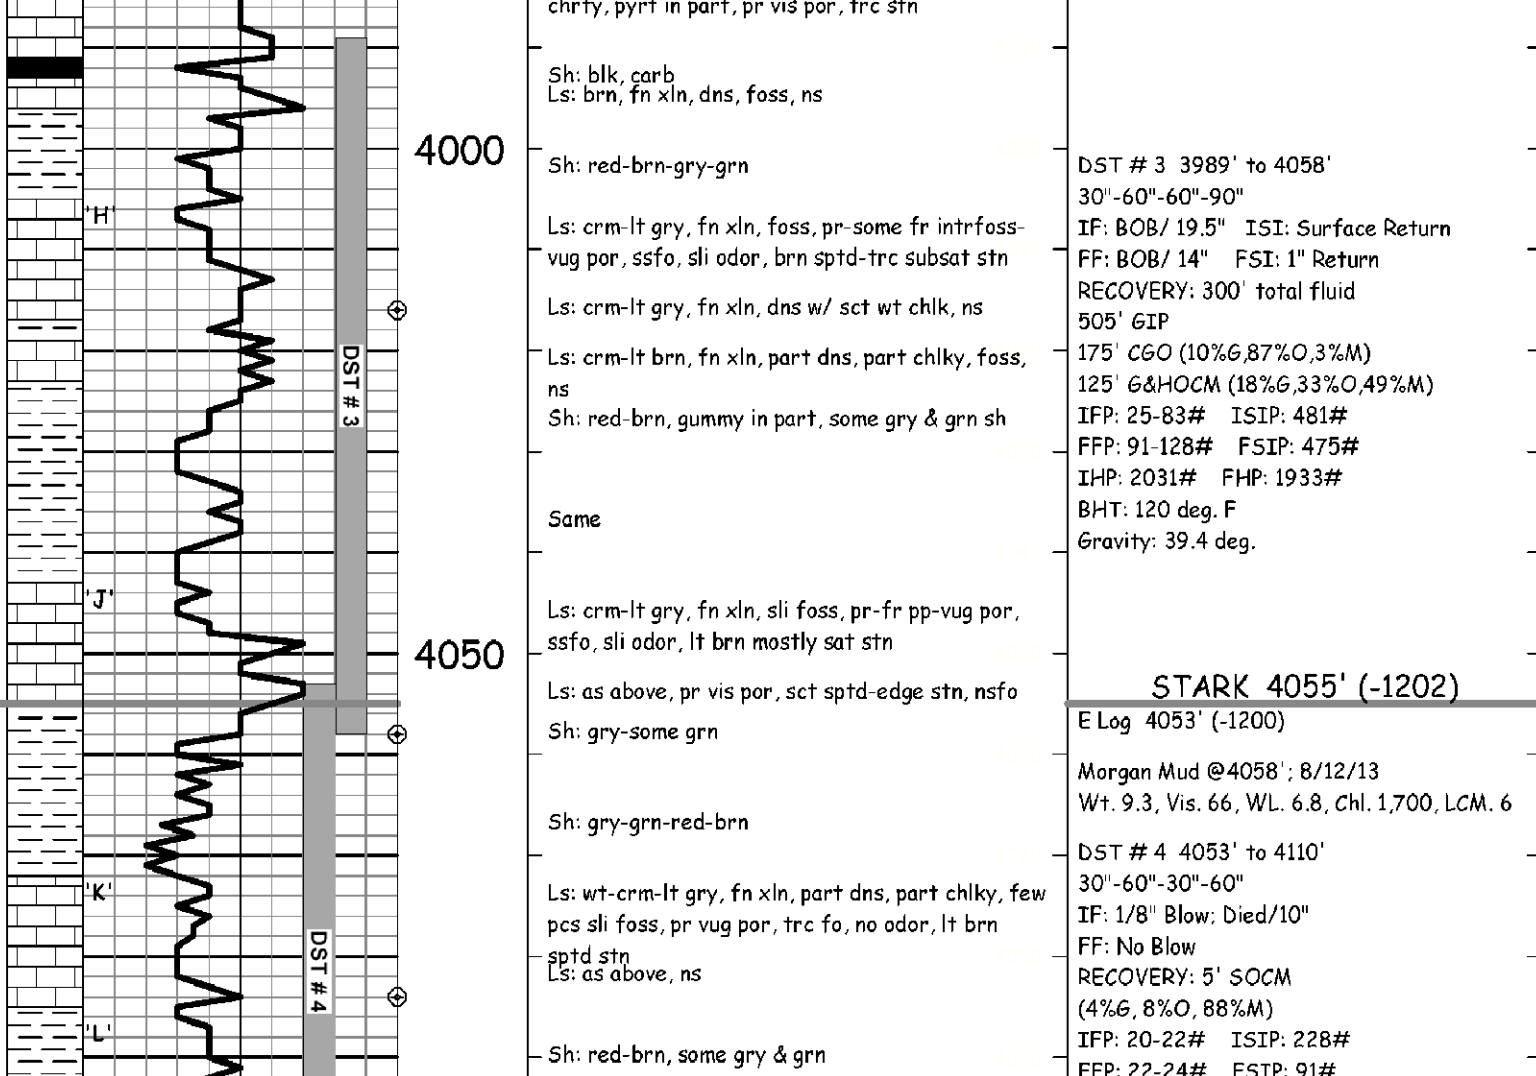 chrty, pyrt in part, pr vis por, trc stn
Sh: blk, carb
Ls: brn, fn xln, dns, foss, ns
4000
Sh: red-brn-gry-grn
'H'
Ls: crm-lt gry, fn xln, foss, pr-some fr intrfoss-
vug por, ssfo, sli odor, brn sptd-trc subsat stn
Ls: crm-lt gry, fn xln, dns w/ sct wt chlk, ns
DST # 3
Ls: crm-lt brn, fn xln, part dns, part chlky, foss,
ns
Sh: red-brn, gummy in part, some gry & grn sh
Same
'J'
Ls: crm-lt gry, fn xln, sli foss, pr-fr pp-vug por,
ssfo, sli odor, lt brn mostly sat stn
4050
Ls: as above, pr vis por, sct sptd-edge stn, nsfo
Sh: gry-some grn
Sh: gry-grn-red-brn
'K'
Ls: wt-crm-lt gry, fn xln, part dns, part chlky, few
pcs sli foss, pr vug por, trc fo, no odor, lt brn
sptd stn
Ls: as above, ns
DST # 4
'L'
Sh: red-brn, some gry & grn
DST # 3 3989' to 4058'
30"-60"-60"-90"
IF: BOB/ 19.5" ISI: Surface Return
FF: BOB/ 14" FSI: 1" Return
RECOVERY: 300' total fluid
505' GIP
175' CGO (10%G,87%O,3%M)
125' G&HOCM (18%G,33%O,49%M)
IFP: 25-83# ISIP: 481#
FFP: 91-128# FSIP: 475#
IHP: 2031# FHP: 1933#
BHT: 120 deg. F
Gravity: 39.4 deg.
STARK 4055' (-1202)
E Log 4053' (-1200)
Morgan Mud @4058'; 8/12/13
Wt. 9.3, Vis. 66, WL. 6.8, Chl. 1,700, LCM. 6
DST # 4 4053' to 4110'
30"-60"-30"-60"
IF: 1/8" Blow; Died/10"
FF: No Blow
RECOVERY: 5' SOCM
(4%G, 8%O, 88%M)
IFP: 20-22# ISIP: 228#
FFP: 22-24# FSIP: 91#